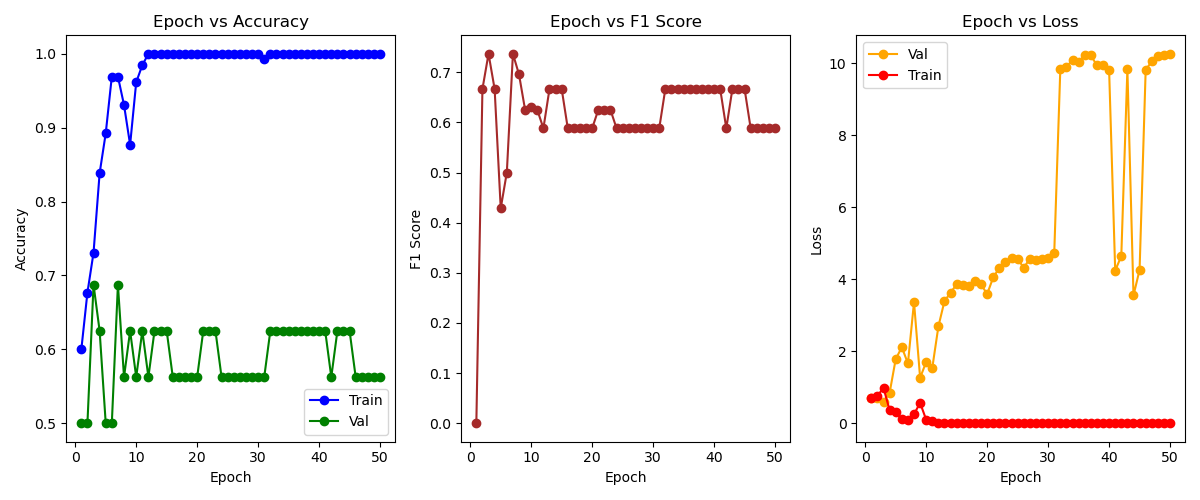 Epoch vs Accuracy
Accuracy
1.0
0.9
0.8
0.7
0.6
0.5
0 10 20 30 40 50
Epoch
Train
Val
Epoch vs F1 Score
F1 Score
0.7
0.6
0.5
0.4
0.3
0.2
0.1
0.0
0 10 20 30 40 50
Epoch
Epoch vs Loss
Loss
10
8
6
4
2
0
0 10 20 30 40 50
Epoch
Val
Train